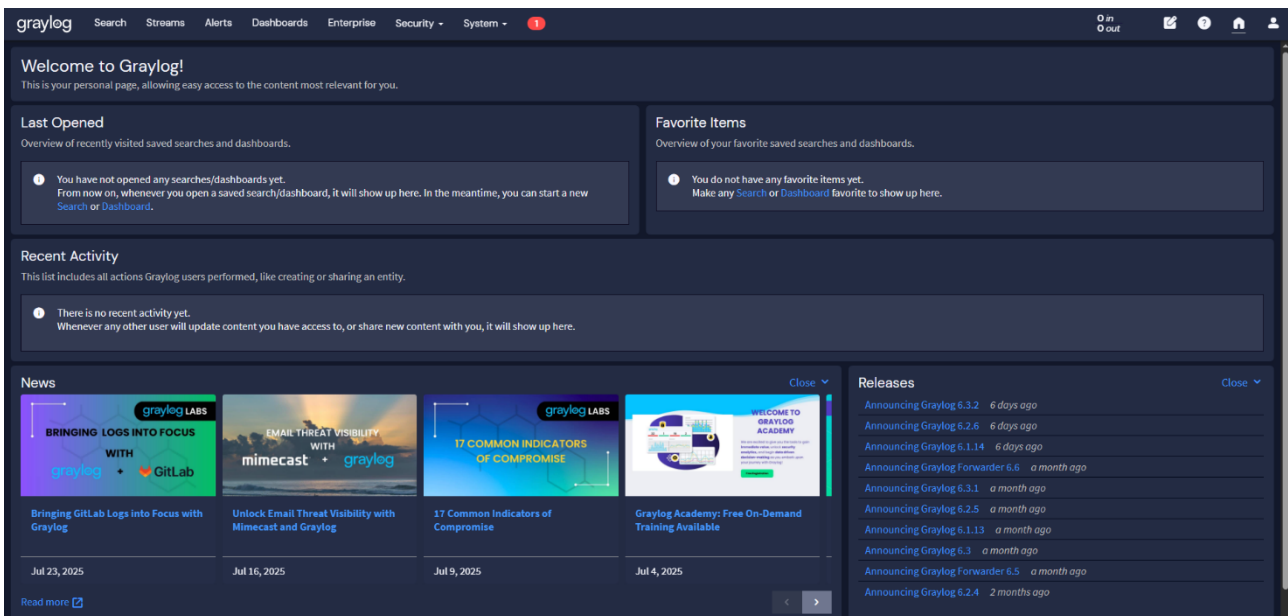 graylog Search Streams Alerts Dashboards Enterprise Security System 1 0 in
0 out
Welcome to Graylog!
This is your personal page, allowing easy access to the content most relevant for you.
Last Opened
Overview of recently visited saved searches and dashboards.
You have not opened any searches/dashboards yet.
From now on, whenever you open a saved search/dashboard, it will show up here. In the meantime, you can start a new
Search or Dashboard.
Favorite Items
Overview of your favorite saved searches and dashboards.
You do not have any favorite items yet.
Make any Search or Dashboard favorite to show up here.
Recent Activity
This list includes all actions Graylog users performed, like creating or sharing an entity.
There is no recent activity yet.
Whenever any other user will update content you have access to, or share new content with you, it will show up here.
News Close
graylog LABS
BRINGING LOGS INTO FOCUS
WITH
graylog + GitLab
Bringing GitLab Logs into Focus with
Graylog
Jul 23, 2025
EMAIL THREAT VISIBILITY
WITH
mimecast + graylog
Unlock Email Threat Visibility with
Mimecast and Graylog
Jul 16, 2025
graylog LABS
17 COMMON INDICATORS
OF COMPROMISE
17 Common Indicators of
Compromise
Jul 9, 2025
WELCOME TO
GRAYLOG
ACADEMY
Graylog Academy: Free On-Demand
Training Available
Jul 4, 2025
Read more
Releases Close
Announcing Graylog 6.3.2 6 days ago
Announcing Graylog 6.2.6 6 days ago
Announcing Graylog 6.1.14 6 days ago
Announcing Graylog Forwarder 6.6 a month ago
Announcing Graylog 6.3.1 a month ago
Announcing Graylog 6.2.5 a month ago
Announcing Graylog 6.1.13 a month ago
Announcing Graylog 6.3 a month ago
Announcing Graylog Forwarder 6.5 a month ago
Announcing Graylog 6.2.4 2 months ago